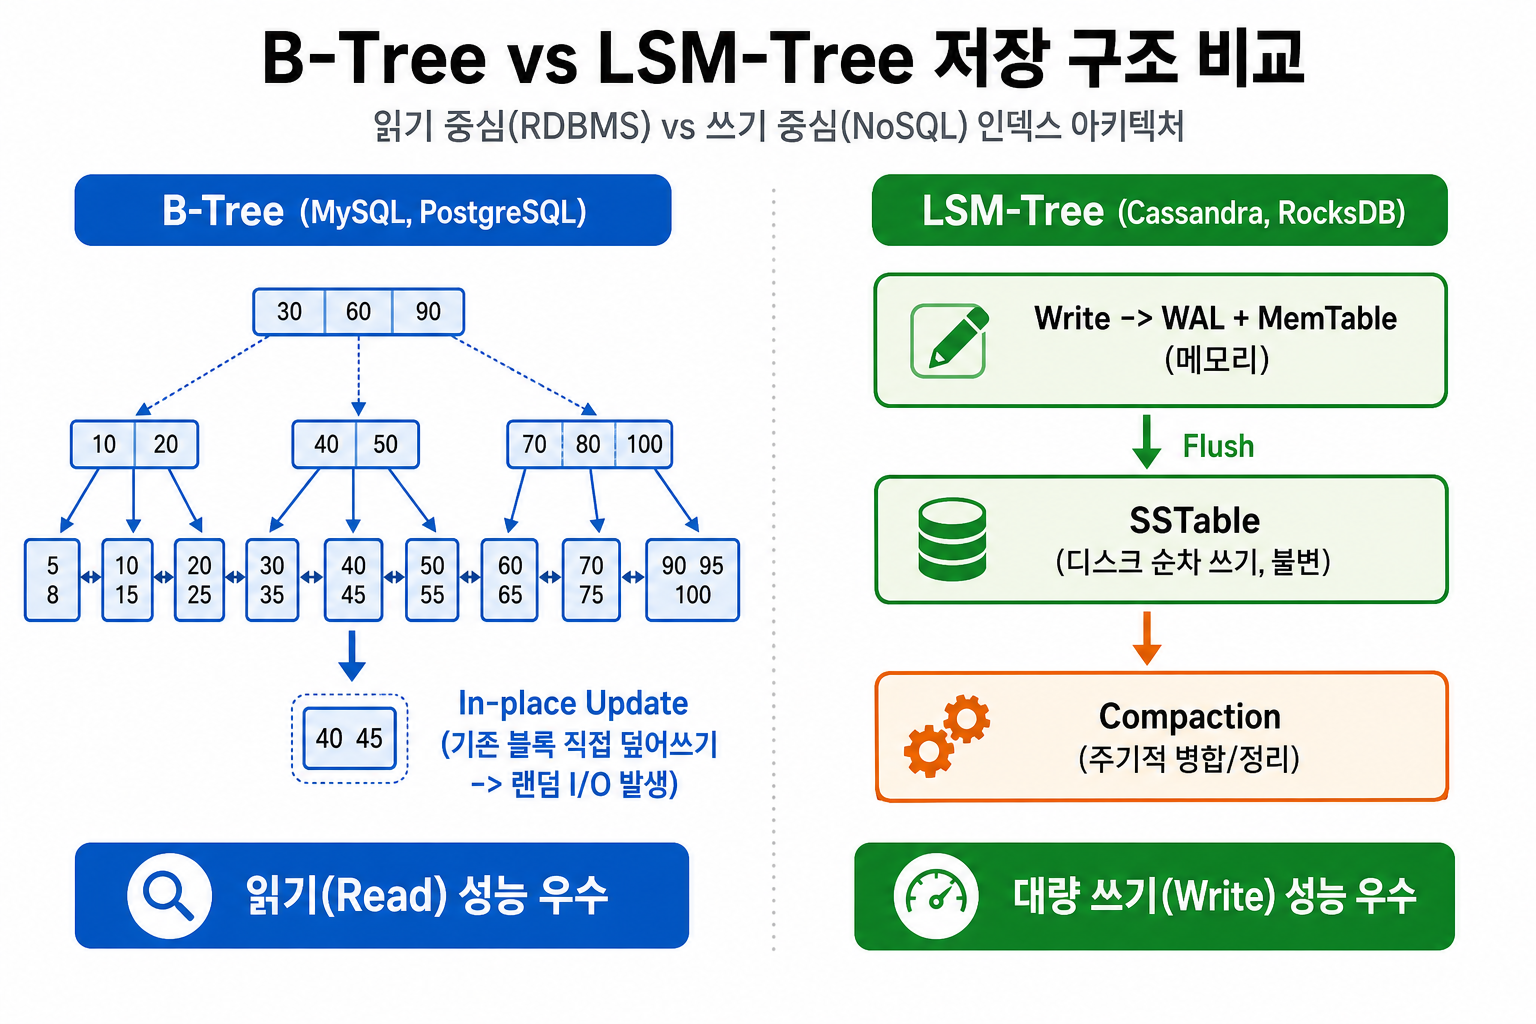 B-Tree vs LSM-Tree 저장 구조 비교
읽기 중심(RDBMS) vs 쓰기 중심(NoSQL) 인덱스 아키텍처
B-Tree (MySQL, PostgreSQL)
30 60 90
10 20
40 50
70 80 100
5
8
10
15
20
25
30
35
40
45
50
55
60
65
70
75
90 95
100
40 45
In-place Update
(기존 블록 직접 덮어쓰기
-> 랜덤 I/O 발생)
읽기(Read) 성능 우수
LSM-Tree (Cassandra, RocksDB)
Write -> WAL + MemTable
(메모리)
Flush
SSTable
(디스크 순차 쓰기, 불변)
Compaction
(주기적 병합/정리)
대량 쓰기(Write) 성능 우수